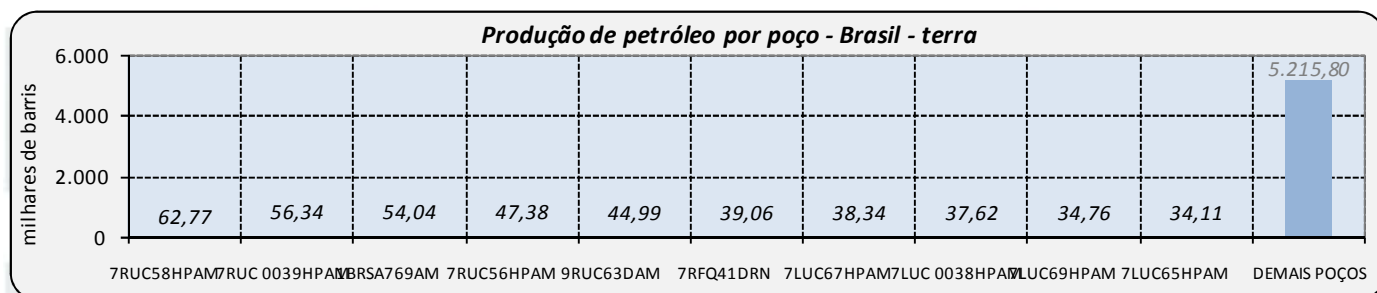 Produção de petróleo por poço - Brasil - terra
milhares de barris
6.000
4.000
2.000
0
62,77 56,34 54,04 47,38 44,99 39,06 38,34 37,62 34,76 34,11 5.215,80
7RUC58HPAM 7RUC 0039HPAM 1BRSA769AM 7RUC56HPAM 9RUC63DAM 7RFQ41DRN 7LUC67HPAM 7LUC 0038HPAM 7LUC69HPAM 7LUC65HPAM DEMAIS POÇOS